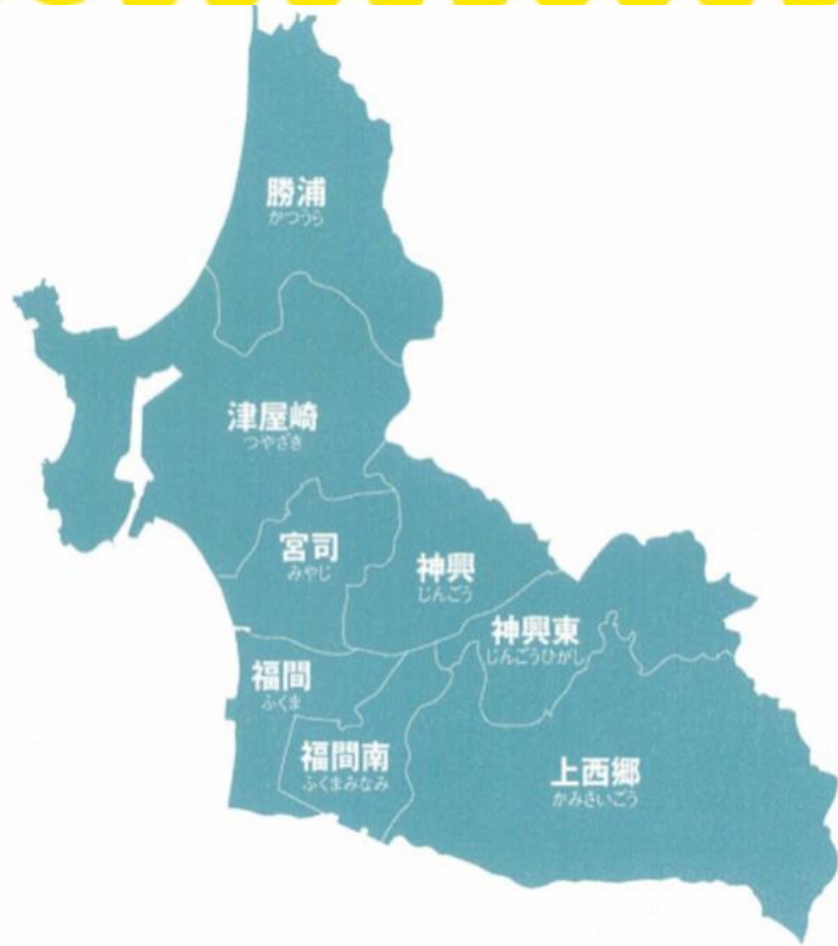 勝浦
かつうら
津屋崎
つやざき
宮司
みやじ
神興
じんごう
神興東
じんごうひがし
福間
ふくま
福間南
ふくまみなみ
上西郷
かみさいごう